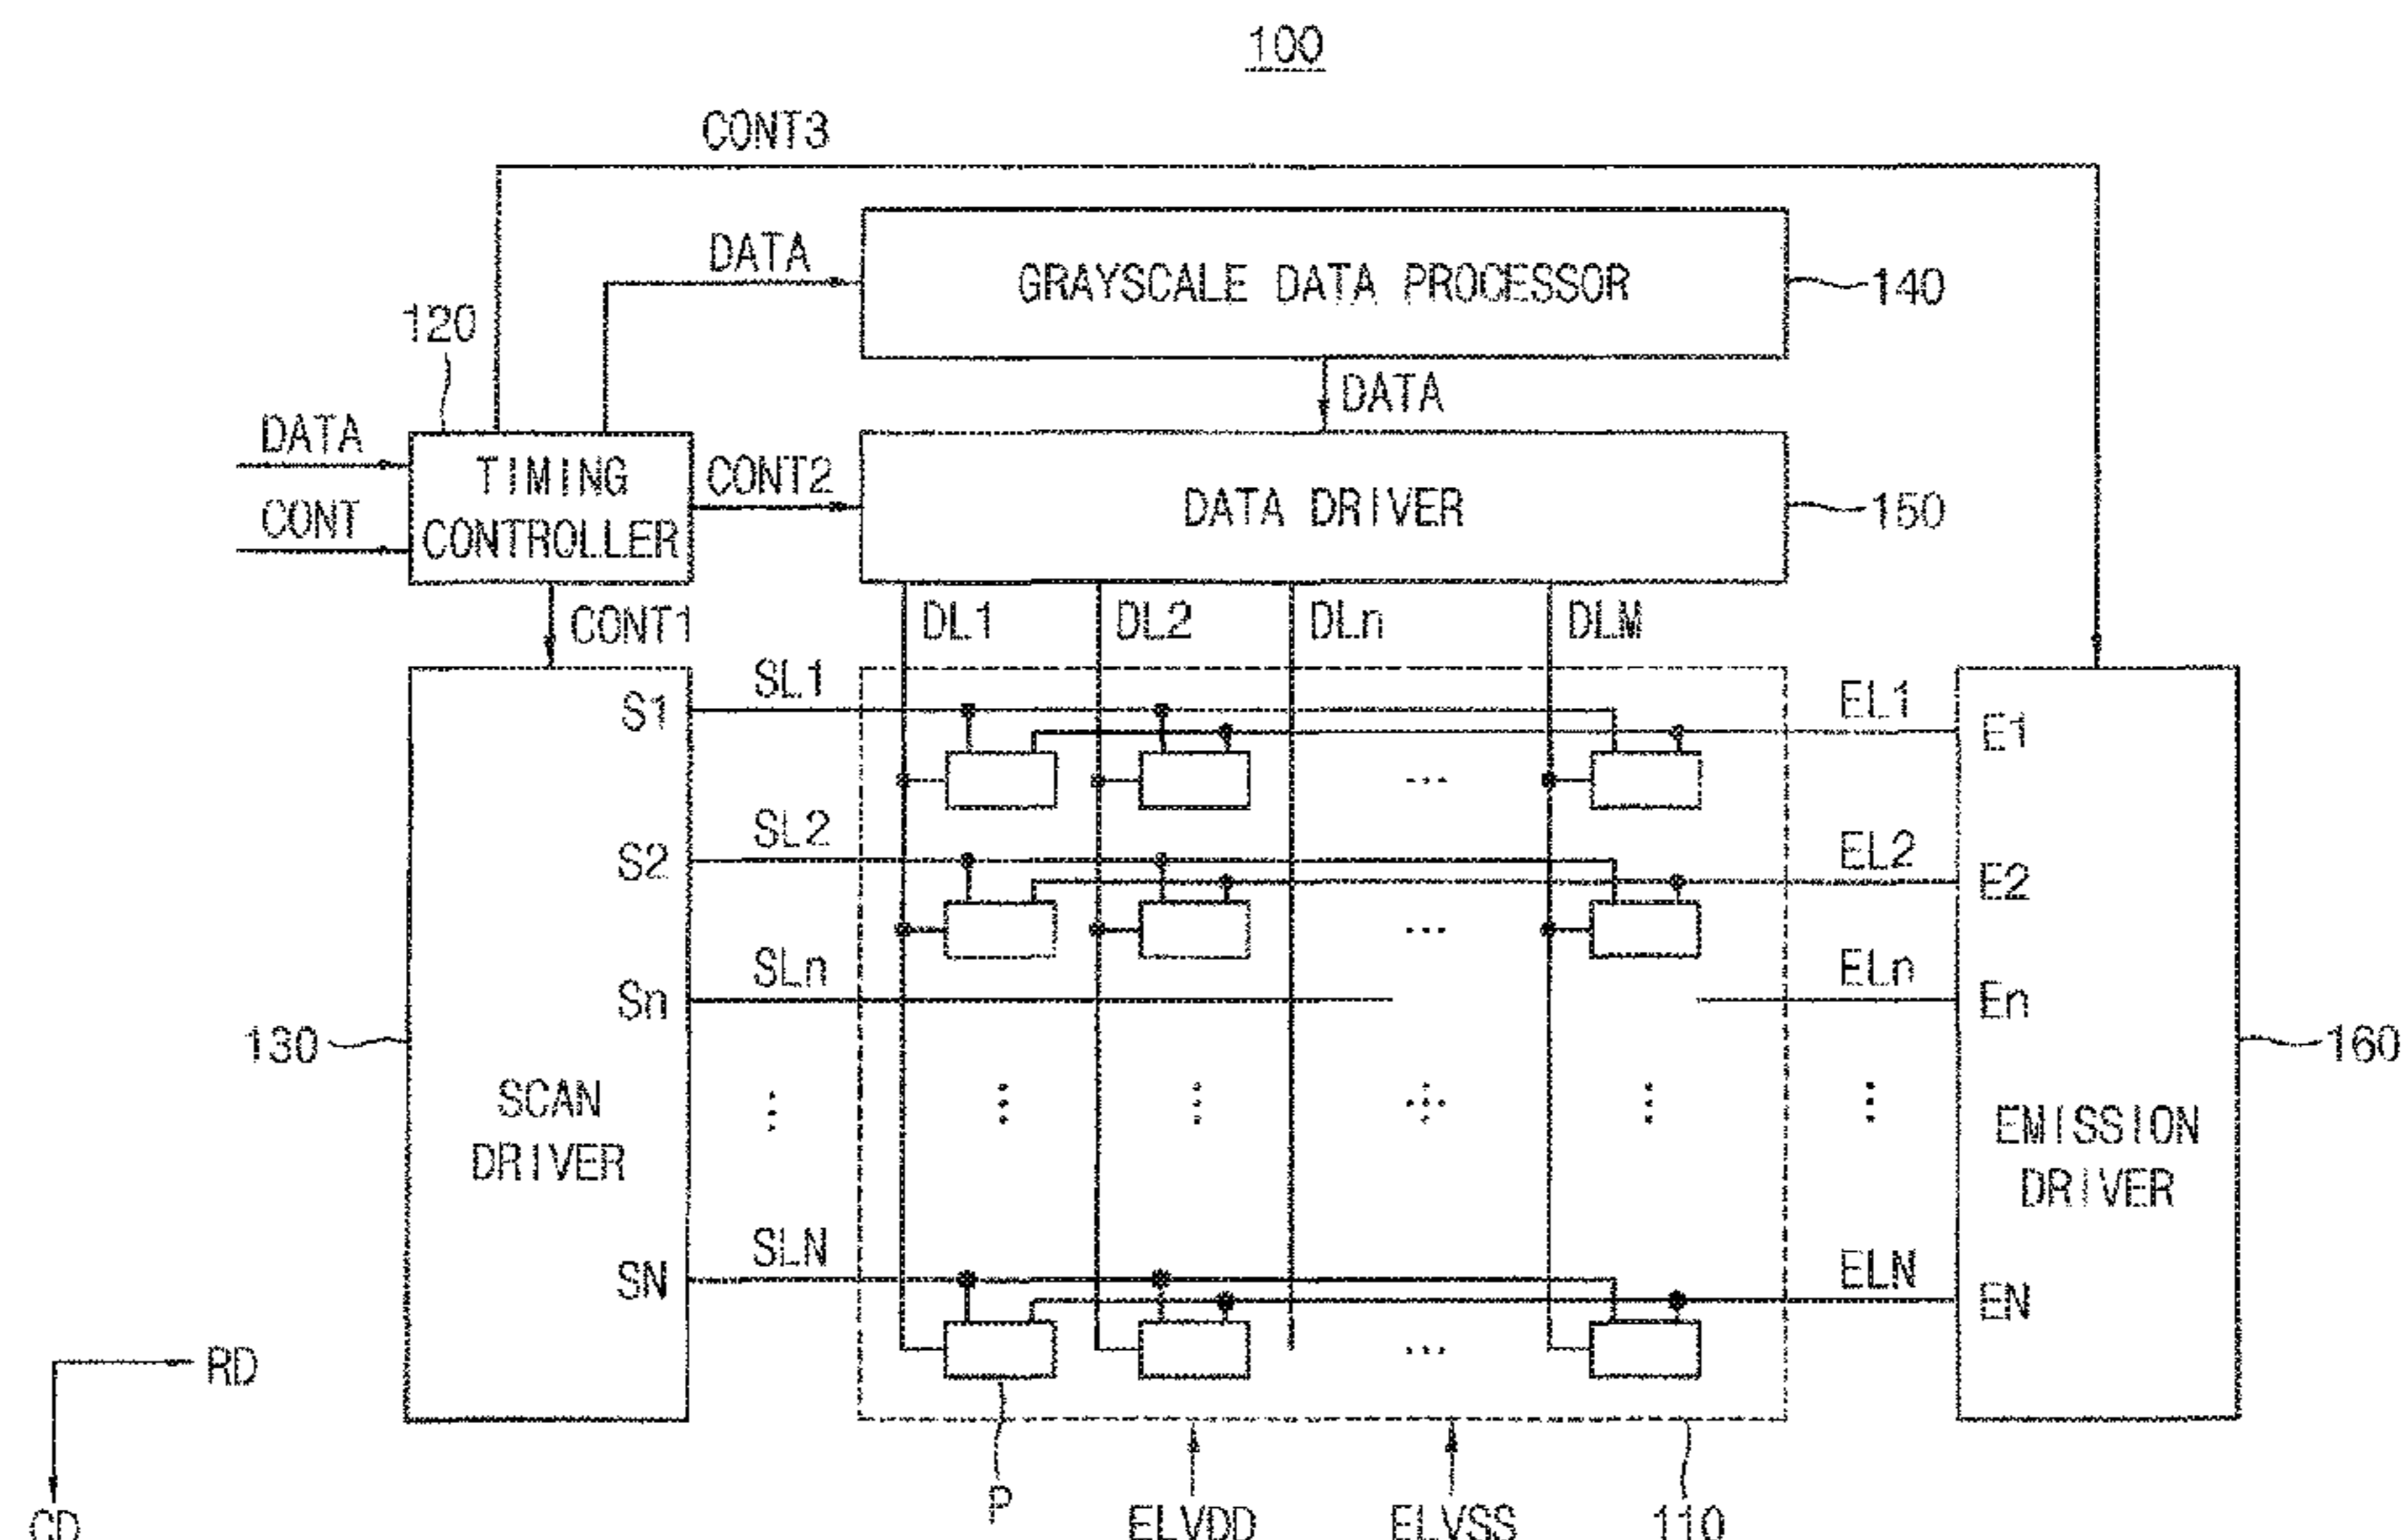 100
CONT3
DATA
GRAYSCALE DATA PROCESSOR
140
120
DATA
DATA
TIMING
CONTROLLER
CONT2
DATA DRIVER
150
CONT
CONT1
DL1
DL2
DLn
DLM
S1
SL1
EL1
E1
S2
SL2
EL2
E2
Sn
SLn
ELn
En
130
160
SCAN
DRIVER
EMISSION
DRIVER
SN
SLN
ELN
EN
RD
CD
P
ELVDD
ELVSS
110